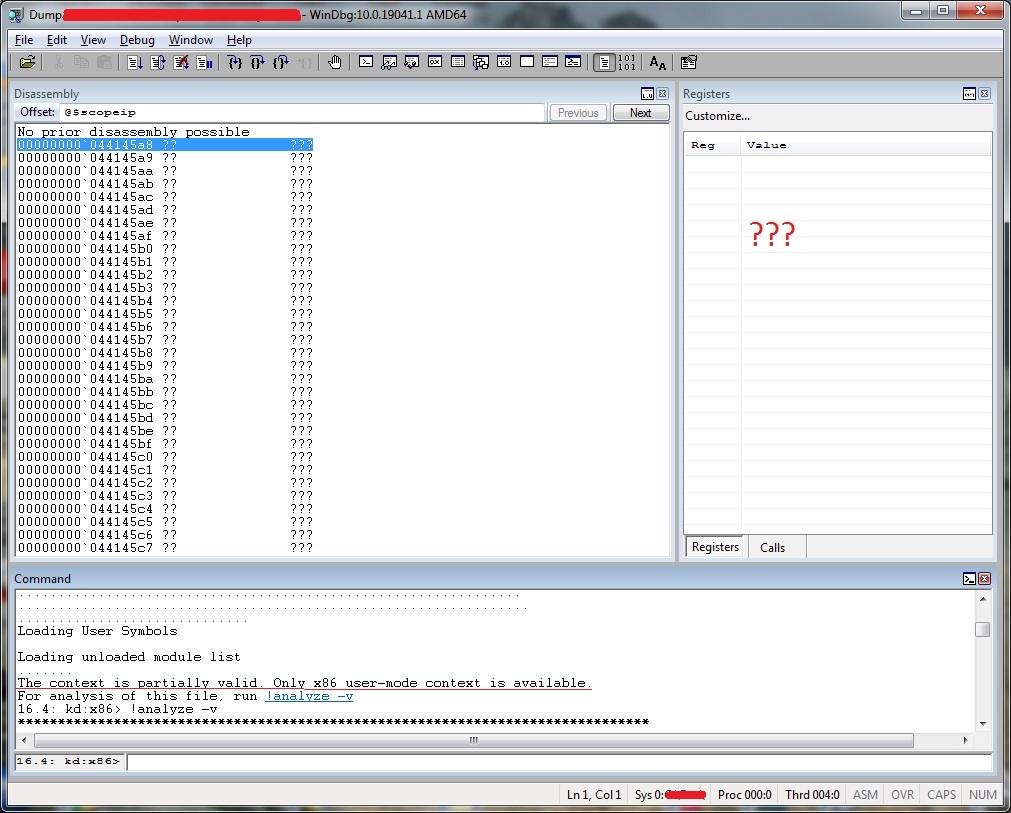 Dump - WinDbg:10.0.19041.1 AMD64
File Edit View Debug Window Help
Disassembly
Offset: @$scopeip Previous Next
No prior disassembly possible
00000000`044145a8 ?? ???
00000000`044145a9 ?? ???
00000000`044145aa ?? ???
00000000`044145ab ?? ???
00000000`044145ac ?? ???
00000000`044145ad ?? ???
00000000`044145ae ?? ???
00000000`044145af ?? ???
00000000`044145b0 ?? ???
00000000`044145b1 ?? ???
00000000`044145b2 ?? ???
00000000`044145b3 ?? ???
00000000`044145b4 ?? ???
00000000`044145b5 ?? ???
00000000`044145b6 ?? ???
00000000`044145b7 ?? ???
00000000`044145b8 ?? ???
00000000`044145b9 ?? ???
00000000`044145ba ?? ???
00000000`044145bb ?? ???
00000000`044145bc ?? ???
00000000`044145bd ?? ???
00000000`044145be ?? ???
00000000`044145bf ?? ???
00000000`044145c0 ?? ???
00000000`044145c1 ?? ???
00000000`044145c2 ?? ???
00000000`044145c3 ?? ???
00000000`044145c4 ?? ???
00000000`044145c5 ?? ???
00000000`044145c6 ?? ???
00000000`044145c7 ?? ???
Registers
Customize...
Reg Value
???
Registers Calls
Command
Loading User Symbols
Loading unloaded module list
.......
The context is partially valid. Only x86 user-mode context is available.
For analysis of this file, run !analyze -v
16.4: kd:x86> !analyze -v
*******************************************************************************
16.4: kd:x86>
Ln 1, Col 1 Sys 0: Proc 000:0 Thrd 004:0 ASM OVR CAPS NUM